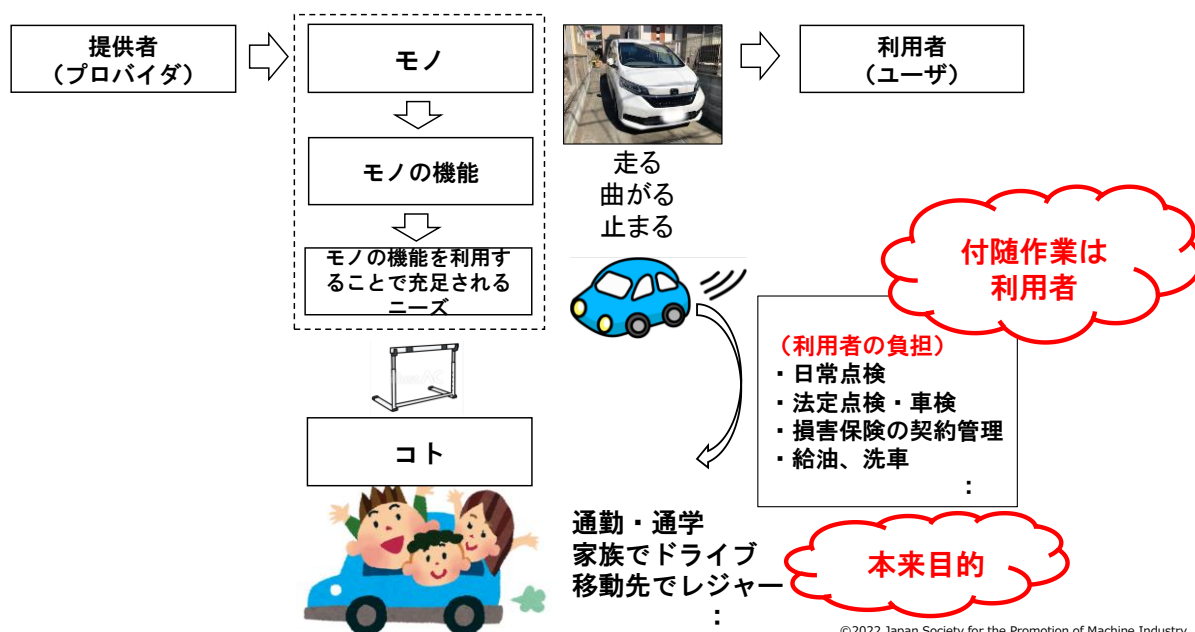 提供者
（プロバイダ）
モノ
利用者
（ユーザ）
モノの機能
走る
曲がる
止まる
モノの機能を利用す
ることで充足される
ニーズ
付随作業は
利用者
（利用者の負担）
・日常点検
・法定点検・車検
・損害保険の契約管理
・給油、洗車
：
コト
通勤・通学
家族でドライブ
移動先でレジャー
：
本来目的
©2022 Japan Society for the Promotion of Machine Industry